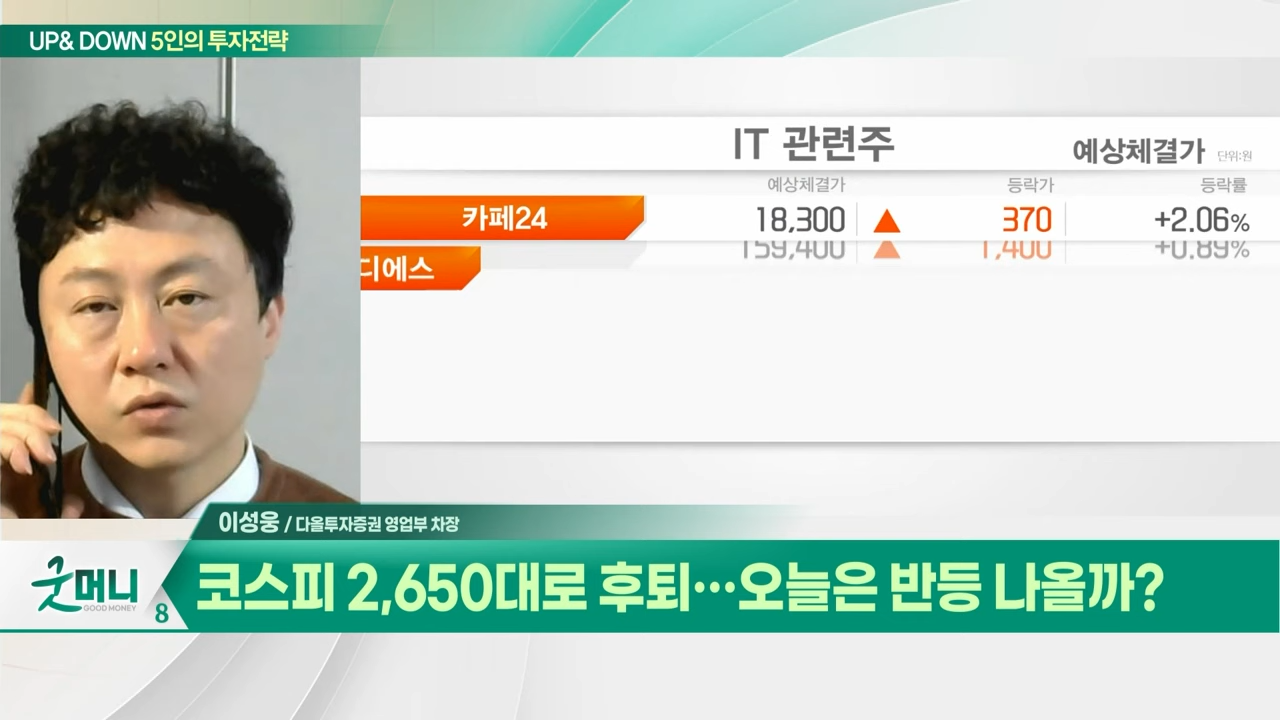 UP& DOWN 5인의 투자전략
IT 관련주
예상체결가 단위:원
예상체결가 등락가 등락률
카페24 18,300 ▲ 370 +2.06%
디에스 159,400 ▲ 1,400 +0.89%
이성웅 / 다올투자증권 영업부 차장
굿머니
GOOD MONEY
8
코스피 2,650대로 후퇴…오늘은 반등 나올까?